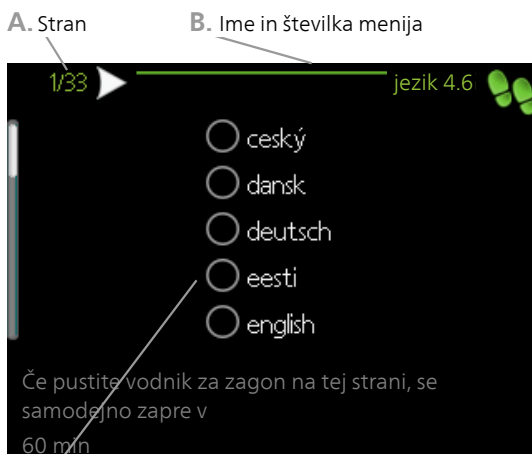 A. Stran
B. Ime in številka menija
1/33
jezik 4.6
ceský
dansk
deutsch
eesti
english
Če pustite vodnik za zagon na tej strani, se
samodejno zapre v
60 min